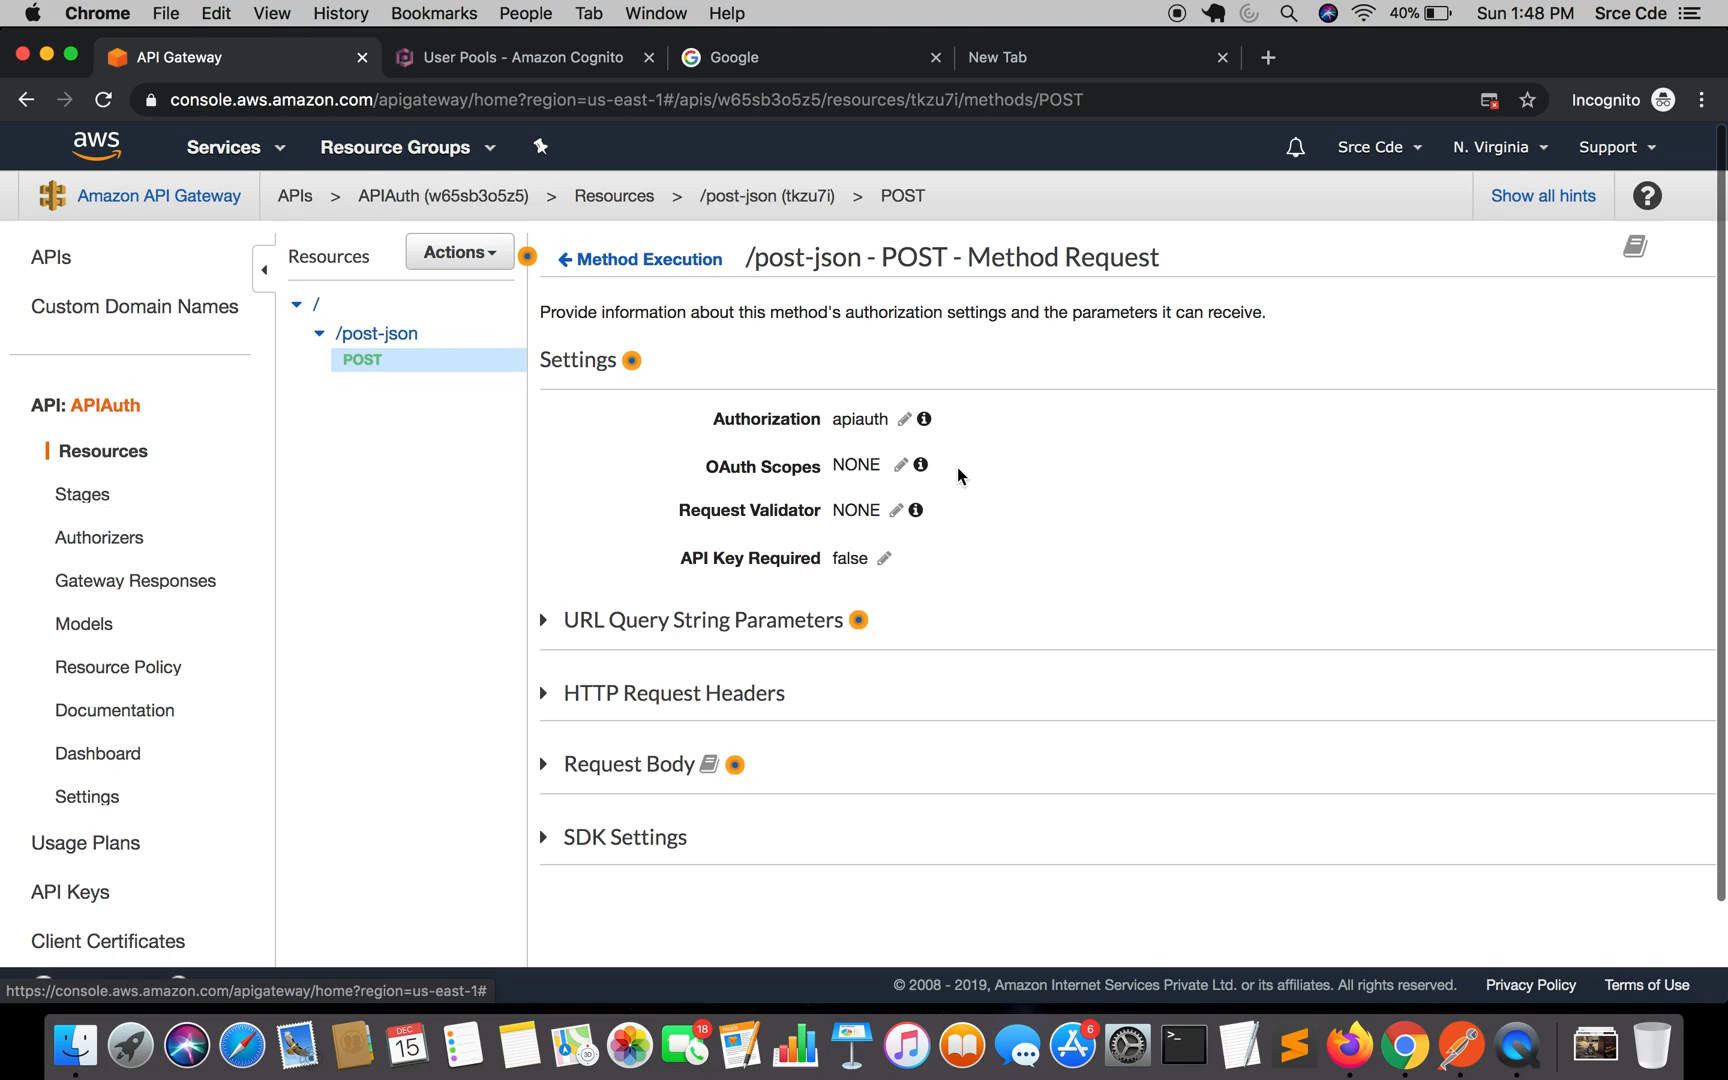 Chrome File Edit View History Bookmarks People Tab Window Help 40% Sun 1:48 PM Srce Cde
API Gateway User Pools - Amazon Cognito Google New Tab
console.aws.amazon.com/apigateway/home?region=us-east-1#/apis/w65sb3o5z5/resources/tkzu7i/methods/POST Incognito
aws Services Resource Groups Srce Cde N. Virginia Support
Amazon API Gateway APIs > APIAuth (w65sb3o5z5) > Resources > /post-json (tkzu7i) > POST Show all hints ?
APIs
Custom Domain Names
API: APIAuth
Resources
Stages
Authorizers
Gateway Responses
Models
Resource Policy
Documentation
Dashboard
Settings
Usage Plans
API Keys
Client Certificates
Resources Actions
/
/post-json
POST
Method Execution /post-json - POST - Method Request
Provide information about this method's authorization settings and the parameters it can receive.
Settings
Authorization apiauth
OAuth Scopes NONE
Request Validator NONE
API Key Required false
URL Query String Parameters
HTTP Request Headers
Request Body
SDK Settings
https://console.aws.amazon.com/apigateway/home?region=us-east-1#
© 2008 - 2019, Amazon Internet Services Private Ltd. or its affiliates. All rights reserved. Privacy Policy Terms of Use
DEC
15
18
6